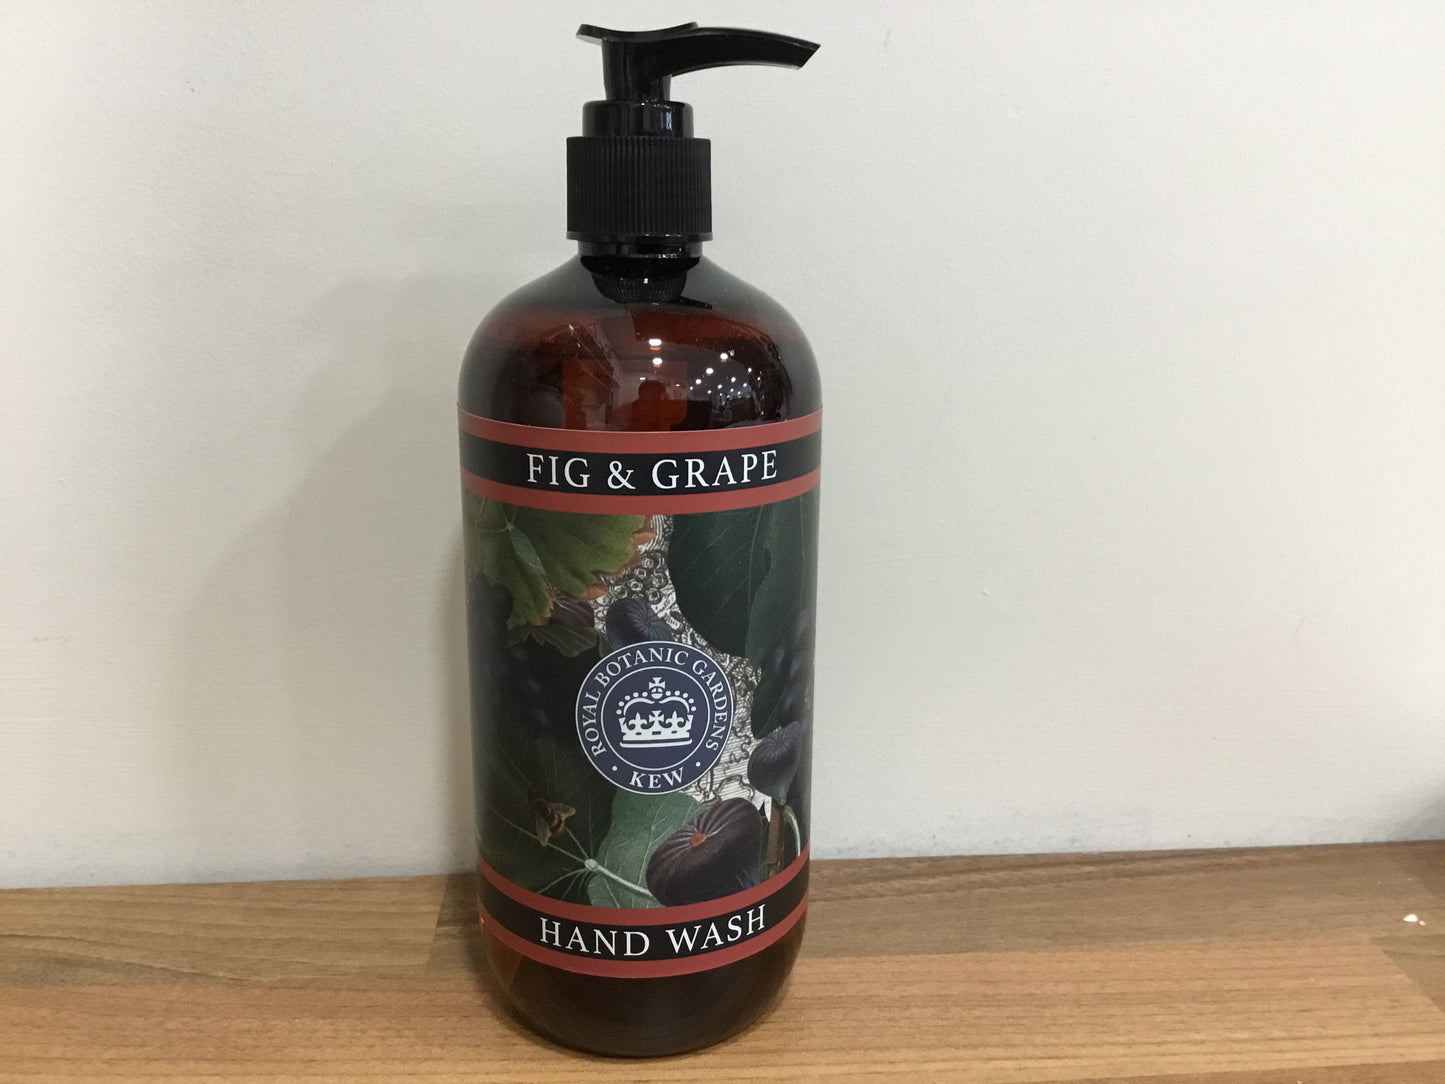 FIG & GRAPE
ROYAL BOTANIC GARDENS
· KEW ·
HAND WASH